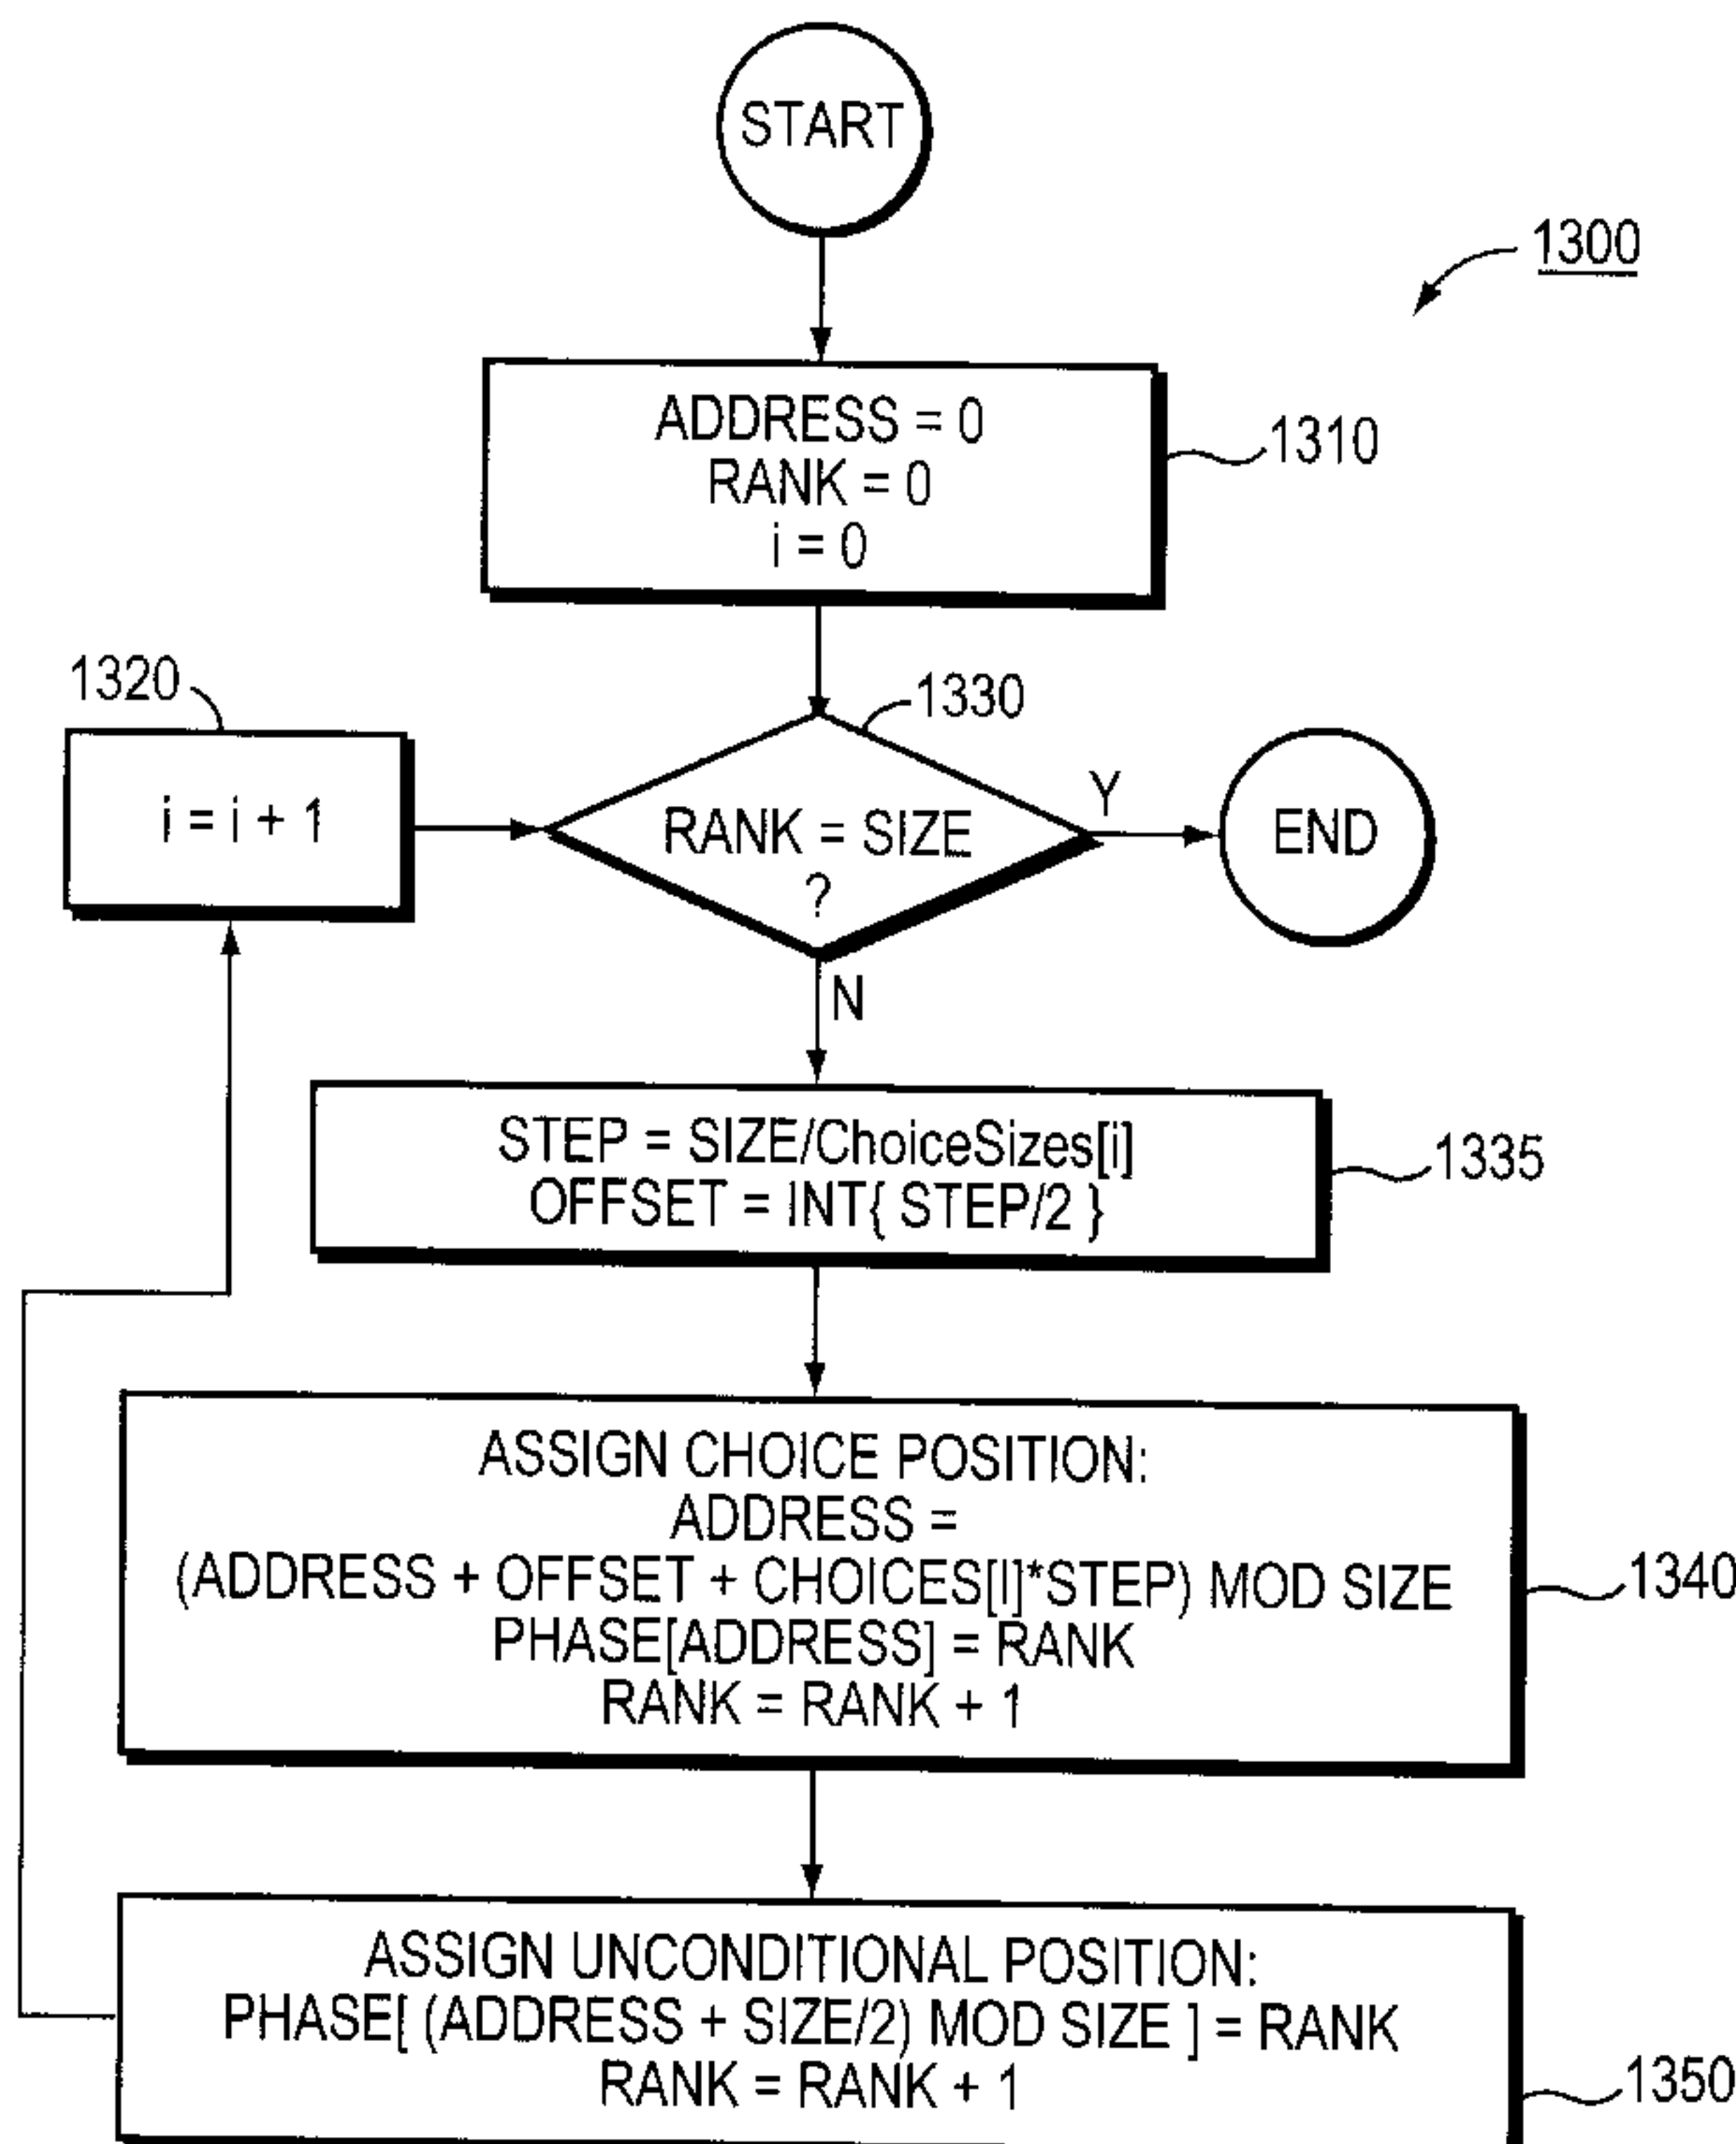 START
1300
ADDRESS = 0
RANK = 0
i = 0
1310
1320
i = i + 1
1330
RANK = SIZE
?
Y
END
N
STEP = SIZE/ChoiceSizes[i]
OFFSET = INT{ STEP/2 }
1335
ASSIGN CHOICE POSITION:
ADDRESS =
(ADDRESS + OFFSET + CHOICES[I]*STEP) MOD SIZE
PHASE[ADDRESS] = RANK
RANK = RANK + 1
1340
ASSIGN UNCONDITIONAL POSITION:
PHASE[ (ADDRESS + SIZE/2) MOD SIZE ] = RANK
RANK = RANK + 1
1350